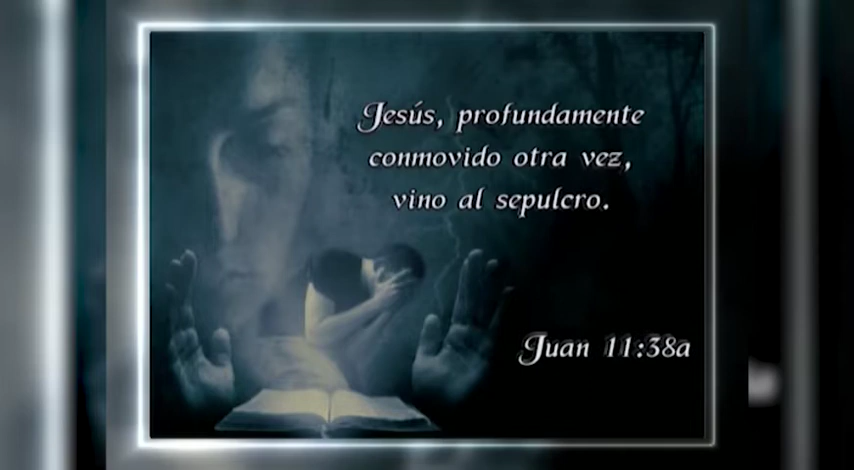 Jesús, profundamente
conmovido otra vez,
vino al sepulcro.
Juan 11:38a